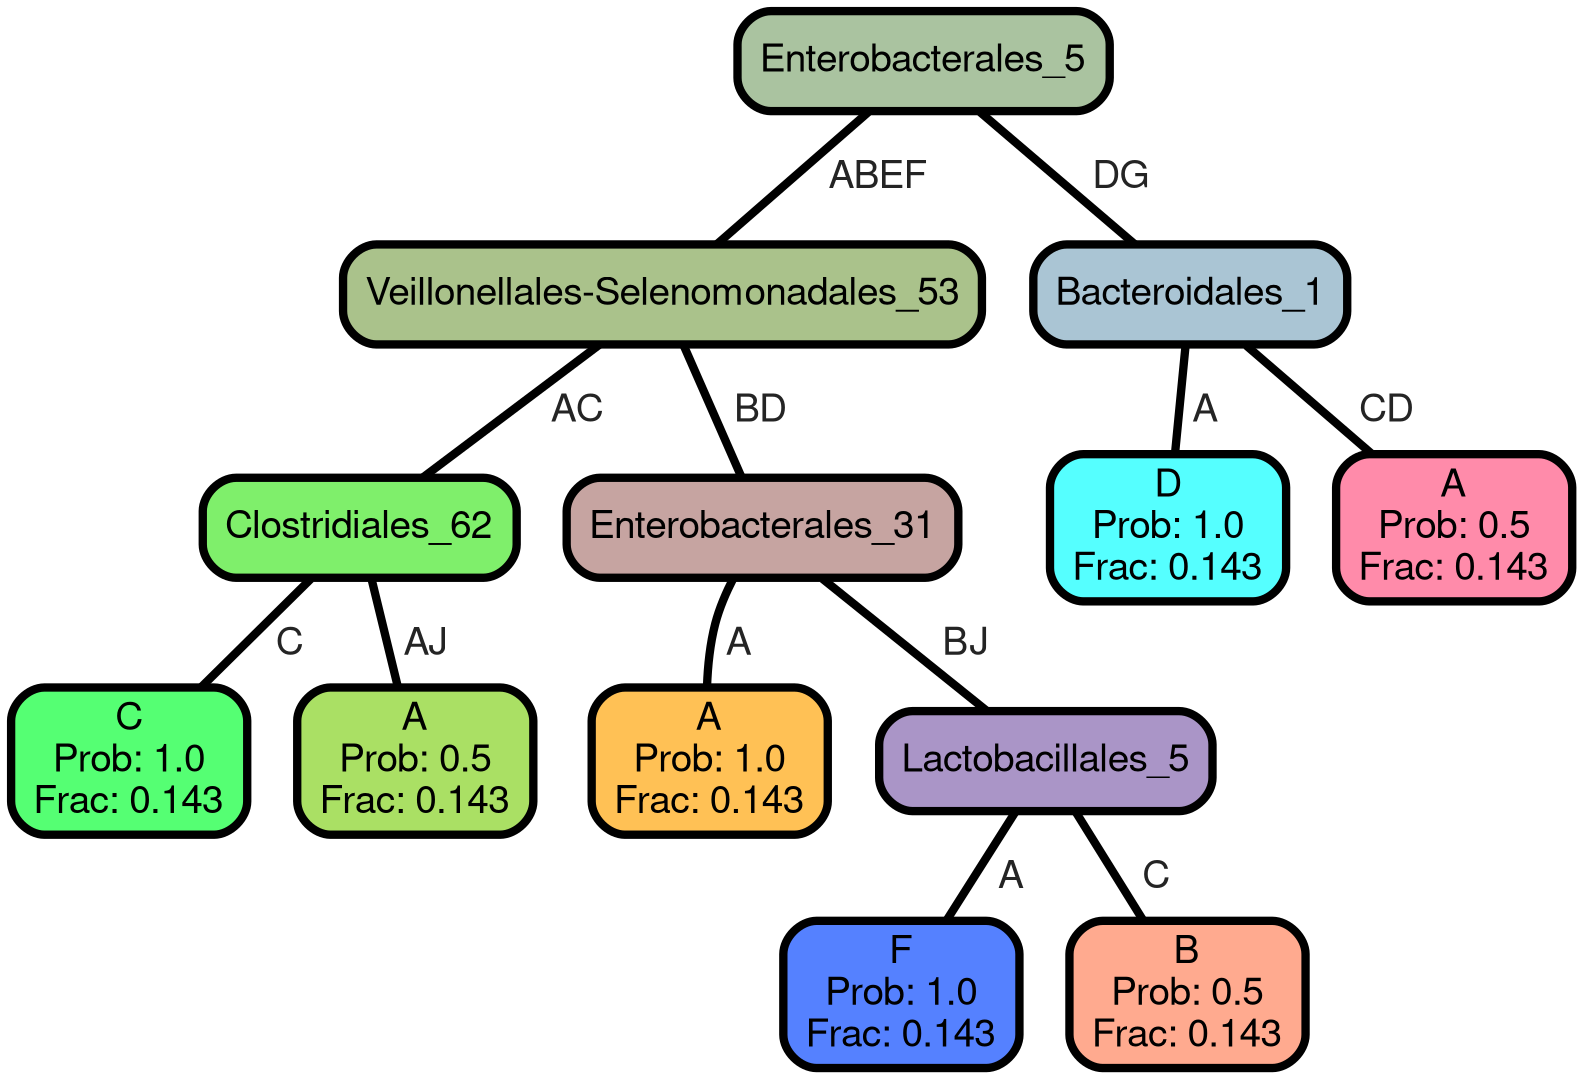 Enterobacterales_5
ABEF
DG
Veillonellales-Selenomonadales_53
Bacteroidales_1
AC
BD
A
CD
Clostridiales_62
Enterobacterales_31
D
Prob: 1.0
Frac: 0.143
A
Prob: 0.5
Frac: 0.143
C
AJ
A
BJ
C
Prob: 1.0
Frac: 0.143
A
Prob: 0.5
Frac: 0.143
A
Prob: 1.0
Frac: 0.143
Lactobacillales_5
A
C
F
Prob: 1.0
Frac: 0.143
B
Prob: 0.5
Frac: 0.143